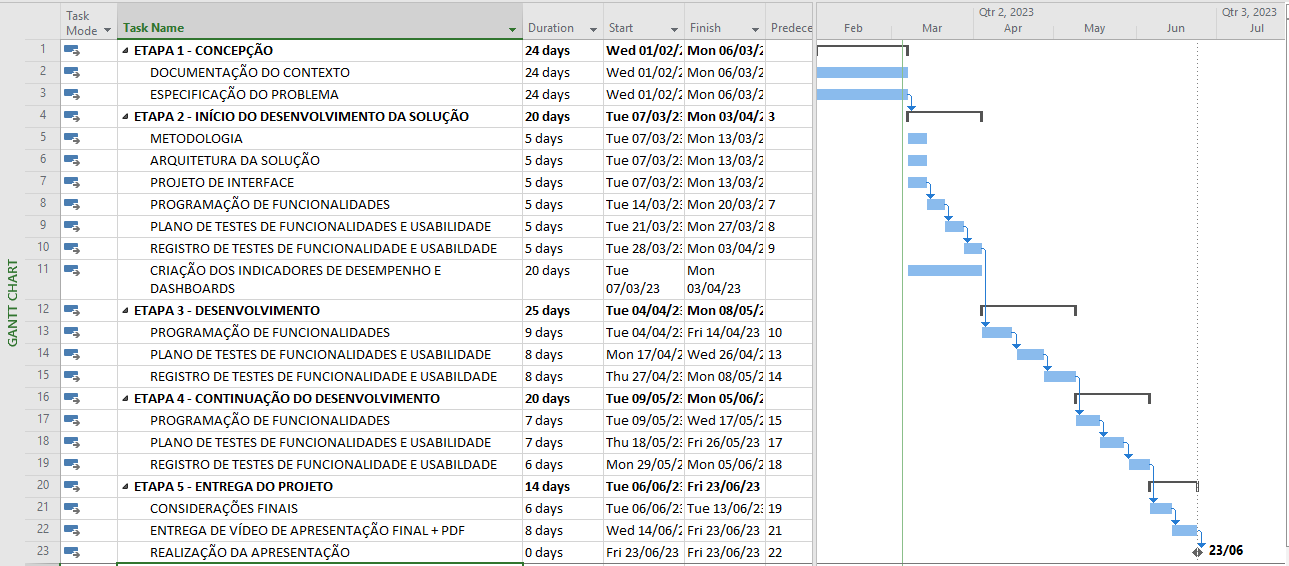 Qtr 2, 2023 Qtr 3, 2023
Task Mode Task Name Duration Start Finish Predece Feb Mar Apr May Jun Jul
GANTT CHART
1 ETAPA 1 - CONCEPÇÃO 24 days Wed 01/02/2 Mon 06/03/2
2 DOCUMENTAÇÃO DO CONTEXTO 24 days Wed 01/02/2 Mon 06/03/2
3 ESPECIFICAÇÃO DO PROBLEMA 24 days Wed 01/02/2 Mon 06/03/2
4 ETAPA 2 - INÍCIO DO DESENVOLVIMENTO DA SOLUÇÃO 20 days Tue 07/03/23 Mon 03/04/2 3
5 METODOLOGIA 5 days Tue 07/03/23 Mon 13/03/2
6 ARQUITETURA DA SOLUÇÃO 5 days Tue 07/03/23 Mon 13/03/2
7 PROJETO DE INTERFACE 5 days Tue 07/03/23 Mon 13/03/2
8 PROGRAMAÇÃO DE FUNCIONALIDADES 5 days Tue 14/03/23 Mon 20/03/2 7
9 PLANO DE TESTES DE FUNCIONALIDADES E USABILIDADE 5 days Tue 21/03/23 Mon 27/03/2 8
10 REGISTRO DE TESTES DE FUNCIONALIDADE E USABILDADE 5 days Tue 28/03/23 Mon 03/04/2 9
11 CRIAÇÃO DOS INDICADORES DE DESEMPENHO E 20 days Tue Mon
DASHBOARDS 07/03/23 03/04/23
12 ETAPA 3 - DESENVOLVIMENTO 25 days Tue 04/04/23 Mon 08/05/2
13 PROGRAMAÇÃO DE FUNCIONALIDADES 9 days Tue 04/04/23 Fri 14/04/23 10
14 PLANO DE TESTES DE FUNCIONALIDADES E USABILIDADE 8 days Mon 17/04/2 Wed 26/04/2 13
15 REGISTRO DE TESTES DE FUNCIONALIDADE E USABILDADE 8 days Thu 27/04/23 Mon 08/05/2 14
16 ETAPA 4 - CONTINUAÇÃO DO DESENVOLVIMENTO 20 days Tue 09/05/23 Mon 05/06/2
17 PROGRAMAÇÃO DE FUNCIONALIDADES 7 days Tue 09/05/23 Wed 17/05/2 15
18 PLANO DE TESTES DE FUNCIONALIDADES E USABILIDADE 7 days Thu 18/05/23 Fri 26/05/23 17
19 REGISTRO DE TESTES DE FUNCIONALIDADE E USABILDADE 6 days Mon 29/05/2 Mon 05/06/2 18
20 ETAPA 5 - ENTREGA DO PROJETO 14 days Tue 06/06/23 Fri 23/06/23
21 CONSIDERAÇÕES FINAIS 6 days Tue 06/06/23 Tue 13/06/23 19
22 ENTREGA DE VÍDEO DE APRESENTAÇÃO FINAL + PDF 8 days Wed 14/06/2 Fri 23/06/23 21
23 REALIZAÇÃO DA APRESENTAÇÃO 0 days Fri 23/06/23 Fri 23/06/23 22 23/06